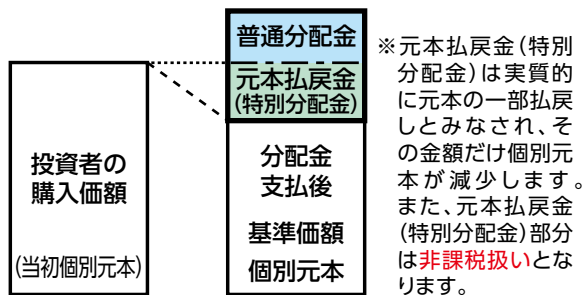 投資者の
購入価額
(当初個別元本)
普通分配金
元本払戻金
(特別分配金)
分配金
支払後
基準価額
個別元本
※元本払戻金(特別
分配金)は実質的
に元本の一部払戻
しとみなされ、そ
の金額だけ個別元
本が減少します。
また、元本払戻金
(特別分配金)部分
は非課税扱いとな
ります。